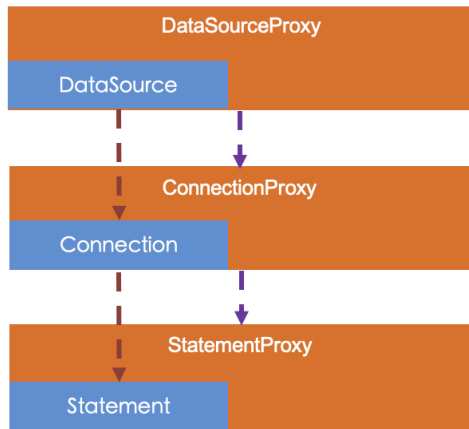 DataSourceProxy
DataSource
ConnectionProxy
Connection
StatementProxy
Statement